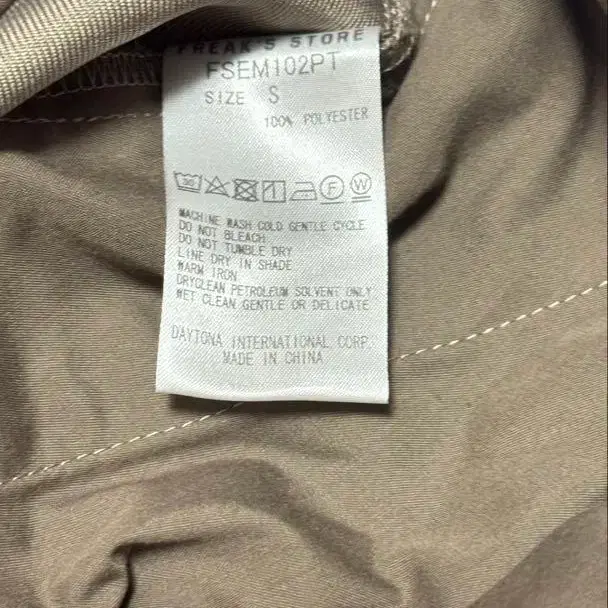 FREAK'S STORE
FSEM102PT
SIZE S
100% POLYESTER
30 F W
MACHINE WASH COLD GENTLE CYCLE
DO NOT BLEACH
DO NOT TUMBLE DRY
LINE DRY IN SHADE
WARM IRON
DRYCLEAN PETROLEUM SOLVENT ONLY
WET CLEAN GENTLE OR DELICATE
DAYTONA INTERNATIONAL CORP.
MADE IN CHINA